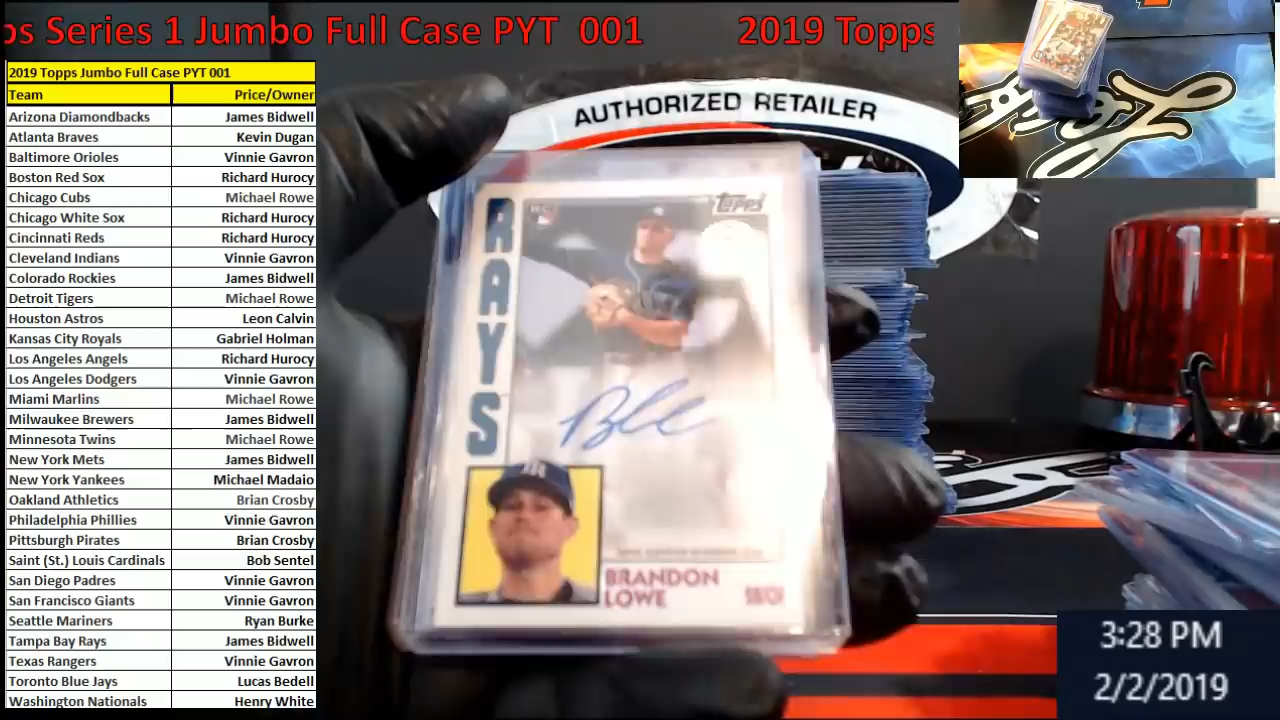 os Series 1 Jumbo Full Case PYT 001 2019 Topps
2019 Topps Jumbo Full Case PYT 001
Team Price/Owner
Arizona Diamondbacks James Bidwell
Atlanta Braves Kevin Dugan
Baltimore Orioles Vinnie Gavron
Boston Red Sox Richard Hurocy
Chicago Cubs Michael Rowe
Chicago White Sox Richard Hurocy
Cincinnati Reds Richard Hurocy
Cleveland Indians Vinnie Gavron
Colorado Rockies James Bidwell
Detroit Tigers Michael Rowe
Houston Astros Leon Calvin
Kansas City Royals Gabriel Holman
Los Angeles Angels Richard Hurocy
Los Angeles Dodgers Vinnie Gavron
Miami Marlins Michael Rowe
Milwaukee Brewers James Bidwell
Minnesota Twins Michael Rowe
New York Mets James Bidwell
New York Yankees Michael Madaio
Oakland Athletics Brian Crosby
Philadelphia Phillies Vinnie Gavron
Pittsburgh Pirates Brian Crosby
Saint (St.) Louis Cardinals Bob Sentel
San Diego Padres Vinnie Gavron
San Francisco Giants Vinnie Gavron
Seattle Mariners Ryan Burke
Tampa Bay Rays James Bidwell
Texas Rangers Vinnie Gavron
Toronto Blue Jays Lucas Bedell
Washington Nationals Henry White
AUTHORIZED RETAILER
Topps
RAYS
BRANDON
LOWE
3:28 PM
2/2/2019